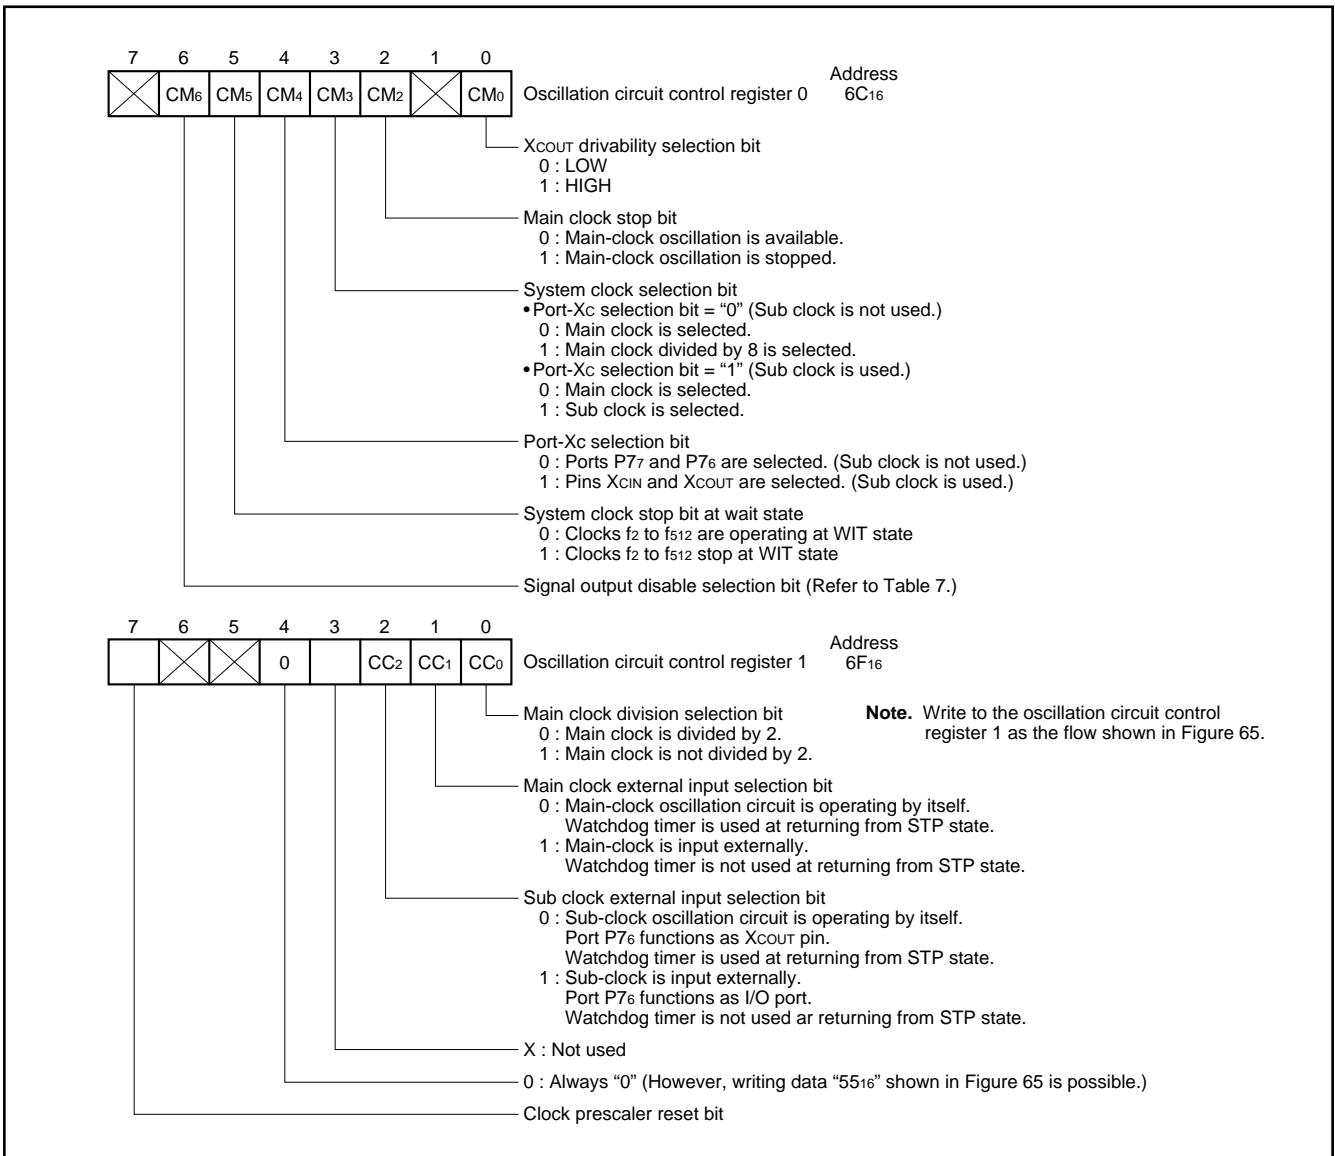 7 6 5 4 3 2 1 0
Address
CM6 CM5 CM4 CM3 CM2 CM0 Oscillation circuit control register 0 6C16
XCOUT drivability selection bit
0 : LOW
1 : HIGH
Main clock stop bit
0 : Main-clock oscillation is available.
1 : Main-clock oscillation is stopped.
System clock selection bit
•Port-XC selection bit = “0” (Sub clock is not used.)
0 : Main clock is selected.
1 : Main clock divided by 8 is selected.
•Port-XC selection bit = “1” (Sub clock is used.)
0 : Main clock is selected.
1 : Sub clock is selected.
Port-Xc selection bit
0 : Ports P77 and P76 are selected. (Sub clock is not used.)
1 : Pins XCIN and XCOUT are selected. (Sub clock is used.)
System clock stop bit at wait state
0 : Clocks f2 to f512 are operating at WIT state
1 : Clocks f2 to f512 stop at WIT state
Signal output disable selection bit (Refer to Table 7.)
7 6 5 4 3 2 1 0
Address
0 CC2 CC1 CC0 Oscillation circuit control register 1 6F16
Main clock division selection bit
0 : Main clock is divided by 2.
1 : Main clock is not divided by 2.
Note. Write to the oscillation circuit control
register 1 as the flow shown in Figure 65.
Main clock external input selection bit
0 : Main-clock oscillation circuit is operating by itself.
Watchdog timer is used at returning from STP state.
1 : Main-clock is input externally.
Watchdog timer is not used at returning from STP state.
Sub clock external input selection bit
0 : Sub-clock oscillation circuit is operating by itself.
Port P76 functions as XCOUT pin.
Watchdog timer is used at returning from STP state.
1 : Sub-clock is input externally.
Port P76 functions as I/O port.
Watchdog timer is not used ar returning from STP state.
X : Not used
0 : Always “0” (However, writing data “5516” shown in Figure 65 is possible.)
Clock prescaler reset bit